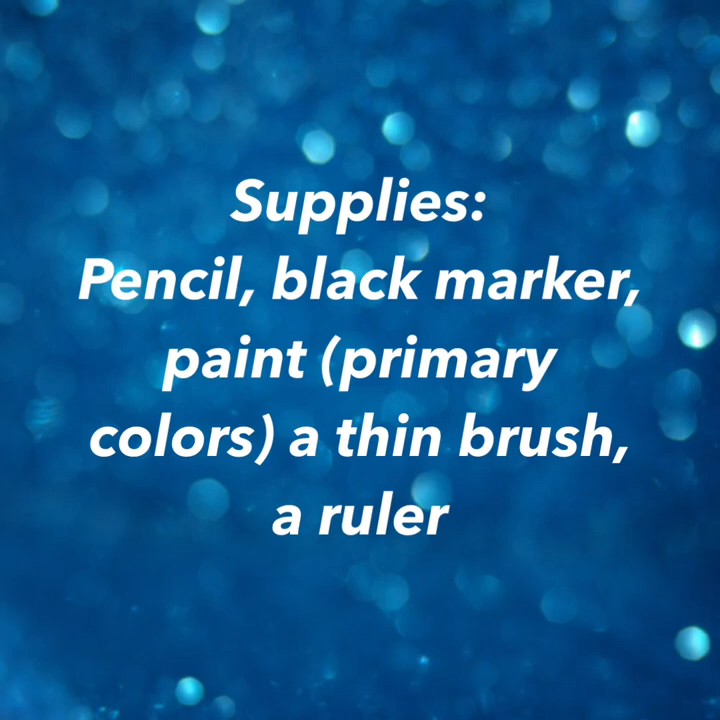 Supplies:
Pencil, black marker,
paint (primary
colors) a thin brush,
a ruler